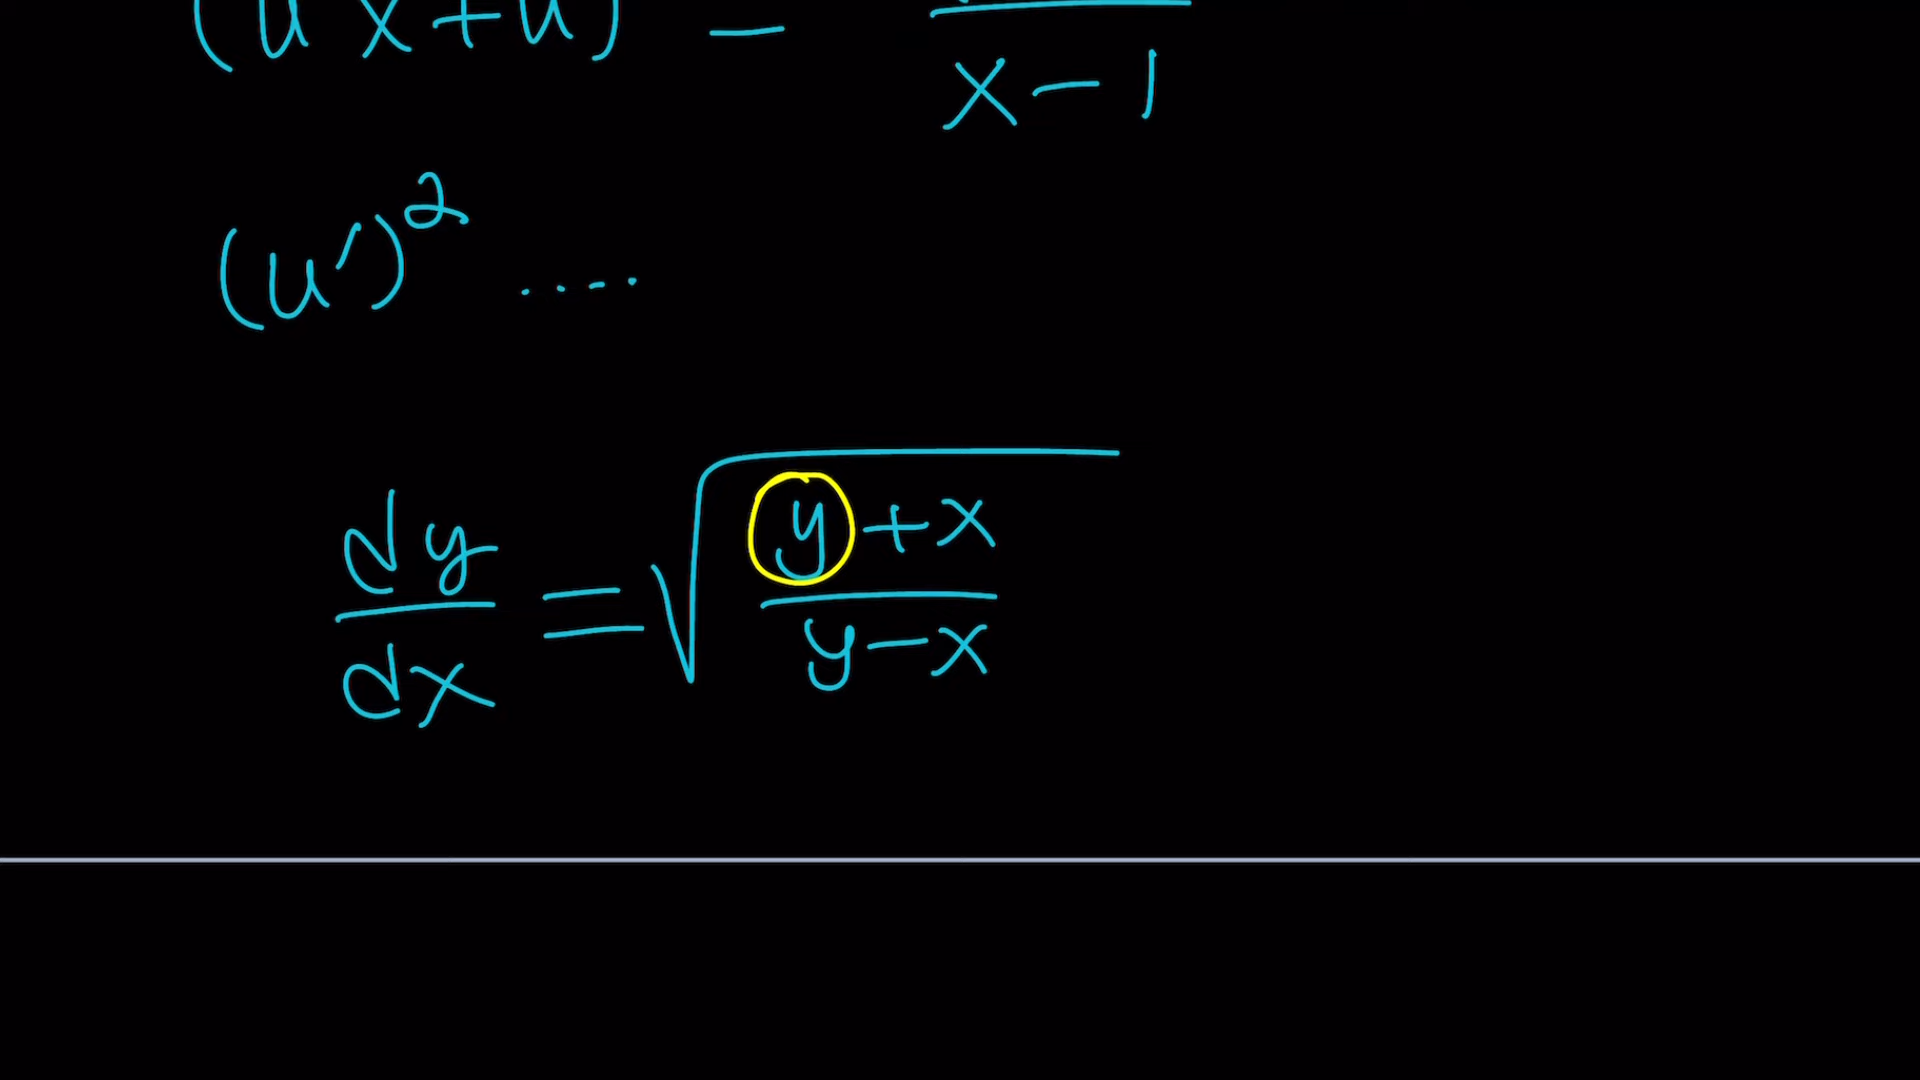 (u'x+u) - ——
x-1
(u')² ....
dy/dx = √((y+x)/(y-x))